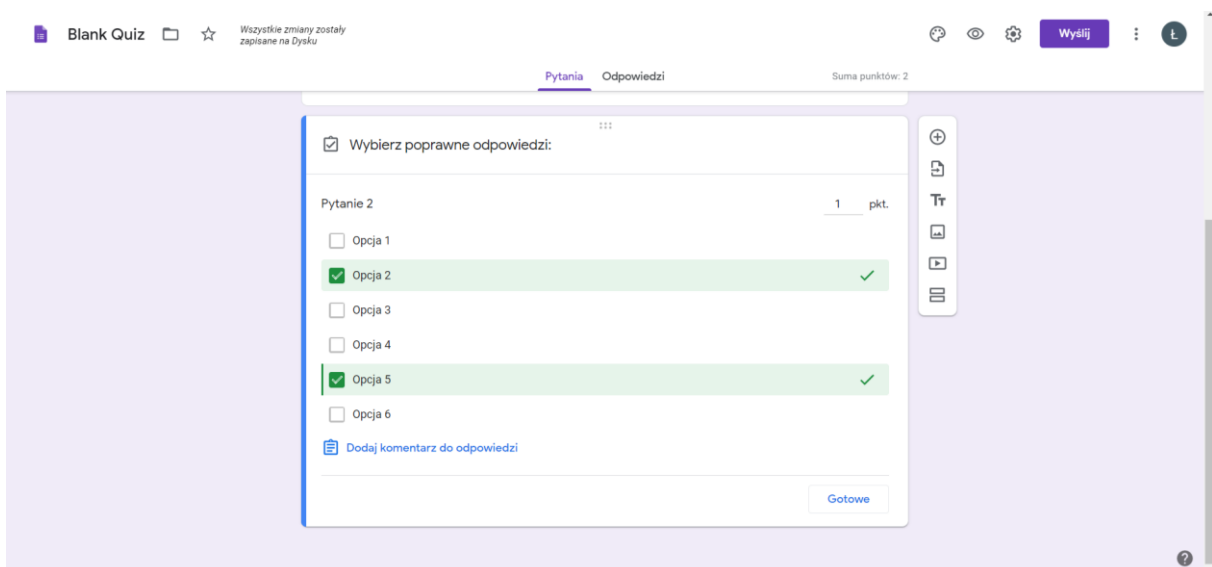 Blank Quiz
Wszystkie zmiany zostały
zapisane na Dysku
Wyślij
Ł
Pytania Odpowiedzi
Suma punktów: 2
Wybierz poprawne odpowiedzi:
Pytanie 2
1 pkt.
Opcja 1
Opcja 2
Opcja 3
Opcja 4
Opcja 5
Opcja 6
Dodaj komentarz do odpowiedzi
Gotowe
Tт